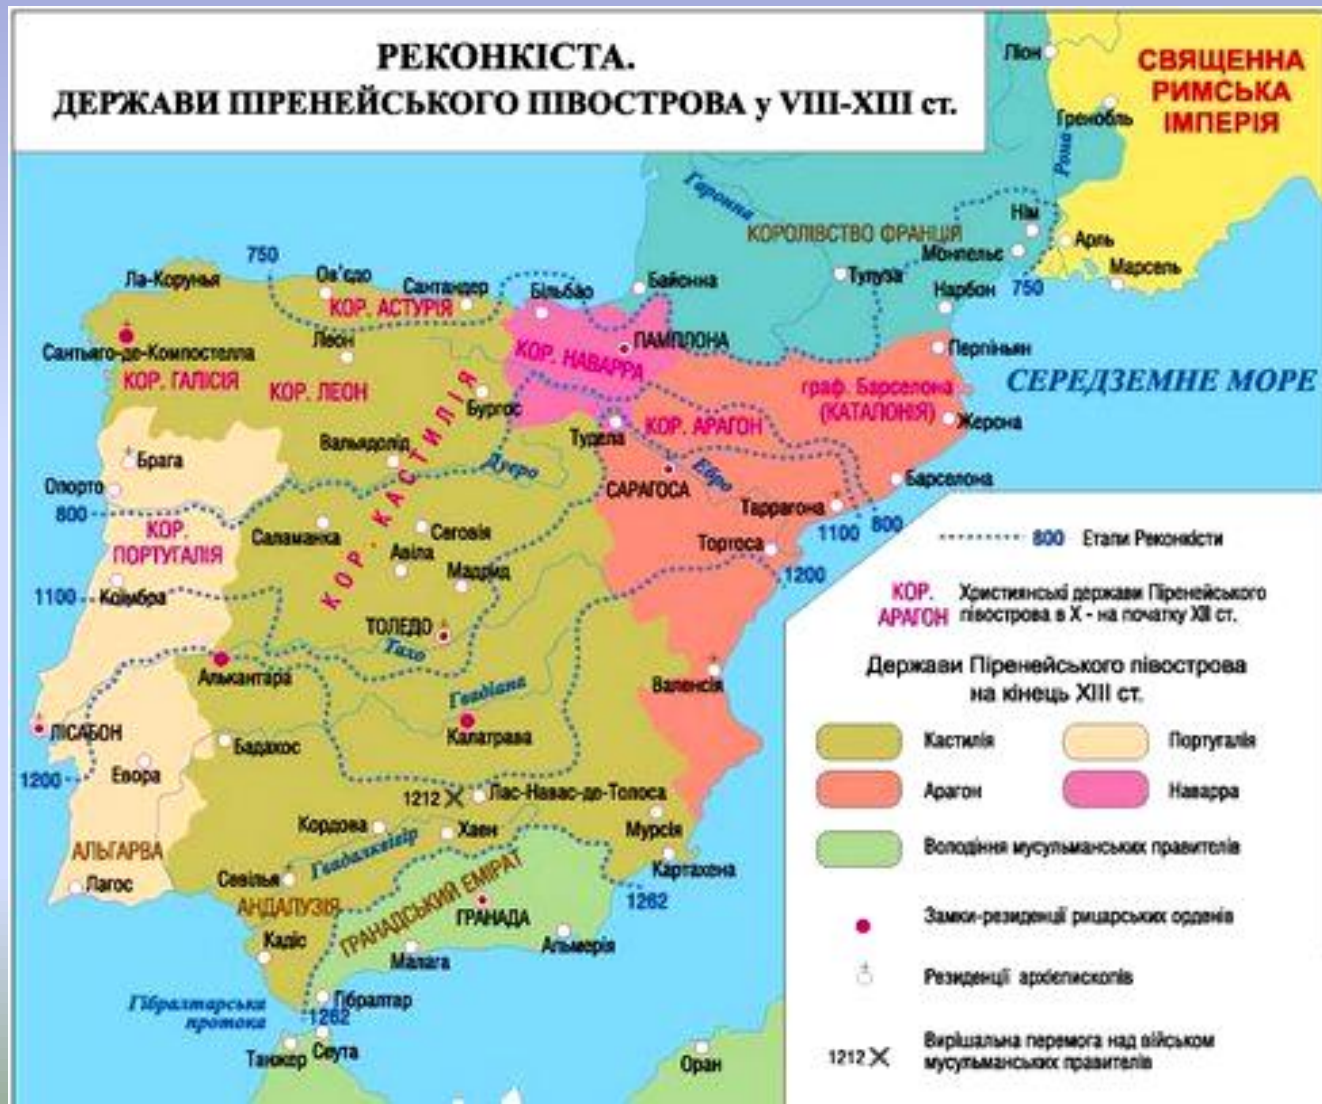 РЕКОНКІСТА.
ДЕРЖАВИ ПІРЕНЕЙСЬКОГО ПІВОСТРОВА у VIII-XIII ст.
Ліон
СВЯЩЕННА
РИМСЬКА
ІМПЕРІЯ
Гренобль
Рона
Гаронна
КОРОЛІВСТВО ФРАНЦІЯ
Нім
Монпельє
Арль
Марсель
Тулуза
750
Нарбон
750
Ла-Корунья
Ов'єдо
Сантандер
КОР. АСТУРІЯ
Більбао
Байонна
Сантьяго-де-Компостелла
КОР. ГАЛІСІЯ
Леон
КОР. ЛЕОН
КОР. НАВАРРА
ПАМПЛОНА
Перпіньян
СЕРЕДЗЕМНЕ МОРЕ
КОР. КАСТИЛІЯ
Бургос
Тудела
КОР. АРАГОН
граф. Барселона
(КАТАЛОНІЯ)
Жерона
Вальядолід
Дуеро
Ебро
САРАГОСА
Барселона
Брага
Опорто
800
Таррагона
1100
800
КОР.
ПОРТУГАЛІЯ
Саламанка
Сеговія
Авіла
Мадрид
Тортоса
1200
1100
Коїмбра
ТОЛЕДО
Тахо
Алькантара
Гвадіана
Валенсія
ЛІСАБОН
Бадахос
Калатрава
1200
Евора
1212
Лас-Навас-де-Толоса
Кордова
Хаен
Мурсія
Гвадалквівір
АЛЬГАРВА
Лагос
Севілья
АНДАЛУЗІЯ
Картахена
1262
ГРАНАДСЬКИЙ ЕМІРАТ
ГРАНАДА
Кадіс
Малага
Альмерія
Гібралтарська
протока
Гібралтар
1262
Танжер
Сеута
Оран
800 Етапи Реконкісти
КОР.
АРАГОН
Християнські держави Піренейського
півострова в X - на початку XIII ст.
Держави Піренейського півострова
на кінець XIII ст.
Кастилія
Португалія
Арагон
Наварра
Володіння мусульманських правителів
Замки-резиденції рицарських орденів
Резиденції архієпископів
1212
Вирішальна перемога над військом
мусульманських правителів